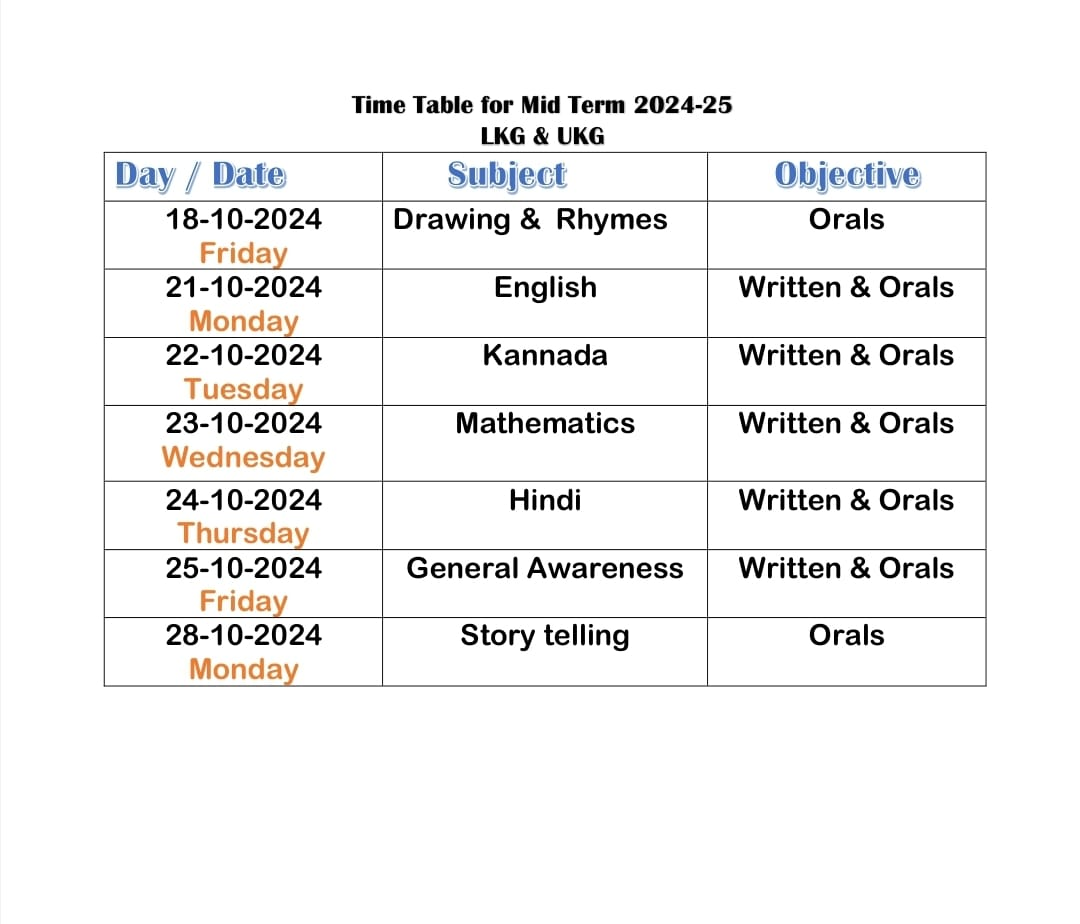 Time Table for Mid Term 2024-25
LKG & UKG
Day / Date Subject Objective
18-10-2024 Drawing & Rhymes Orals
Friday
21-10-2024 English Written & Orals
Monday
22-10-2024 Kannada Written & Orals
Tuesday
23-10-2024 Mathematics Written & Orals
Wednesday
24-10-2024 Hindi Written & Orals
Thursday
25-10-2024 General Awareness Written & Orals
Friday
28-10-2024 Story telling Orals
Monday